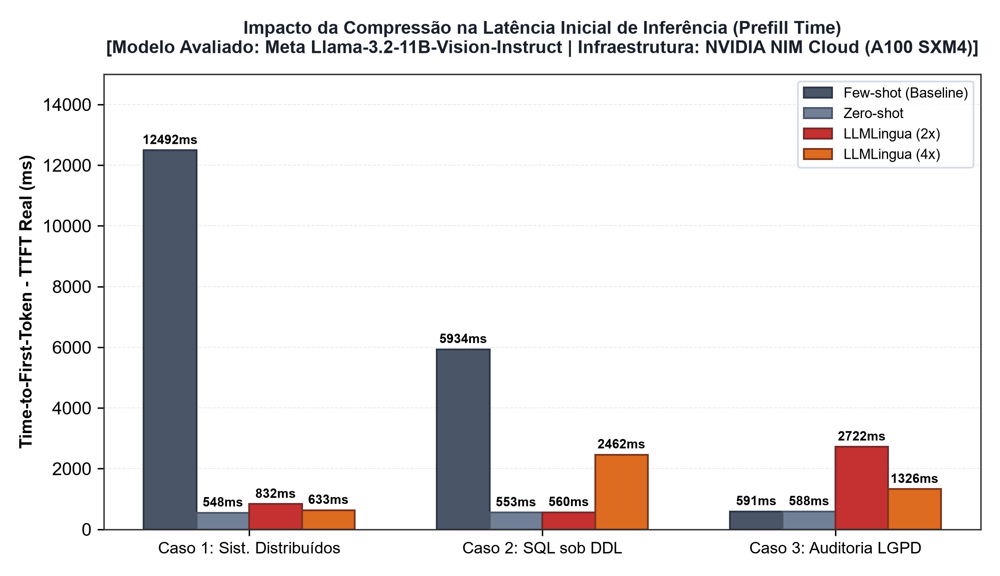 Impacto da Compressão na Latência Inicial de Inferência (Prefill Time)
[Modelo Avaliado: Meta Llama-3.2-11B-Vision-Instruct | Infraestrutura: NVIDIA NIM Cloud (A100 SXM4)]
Few-shot (Baseline)
Zero-shot
LLMLingua (2x)
LLMLingua (4x)
Time-to-First-Token - TTFT Real (ms)
14000
12000
10000
8000
6000
4000
2000
0
12492ms
548ms
832ms
633ms
5934ms
553ms
560ms
2462ms
591ms
588ms
2722ms
1326ms
Caso 1: Sist. Distribuídos
Caso 2: SQL sob DDL
Caso 3: Auditoria LGPD